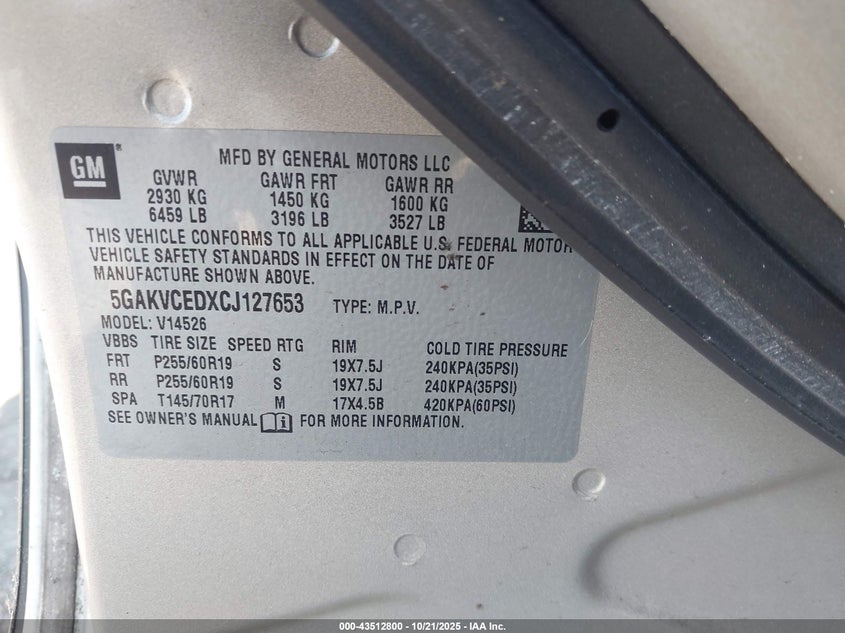 GM
MFD BY GENERAL MOTORS LLC
GVWR GAWR FRT GAWR RR
2930 KG 1450 KG 1600 KG
6459 LB 3196 LB 3527 LB
THIS VEHICLE CONFORMS TO ALL APPLICABLE U.S. FEDERAL MOTOR
VEHICLE SAFETY STANDARDS IN EFFECT ON THE DATE OF
MANUFACTURE SHOWN ABOVE.
5GAKVCEDXCJ127653 TYPE: M.P.V.
MODEL: V14526
VBBS TIRE SIZE SPEED RTG RIM COLD TIRE PRESSURE
FRT P255/60R19 S 19X7.5J 240KPA(35PSI)
RR P255/60R19 S 19X7.5J 240KPA(35PSI)
SPA T145/70R17 M 17X4.5B 420KPA(60PSI)
SEE OWNER'S MANUAL FOR MORE INFORMATION.
000-43512800 - 10/21/2025 - IAA Inc.